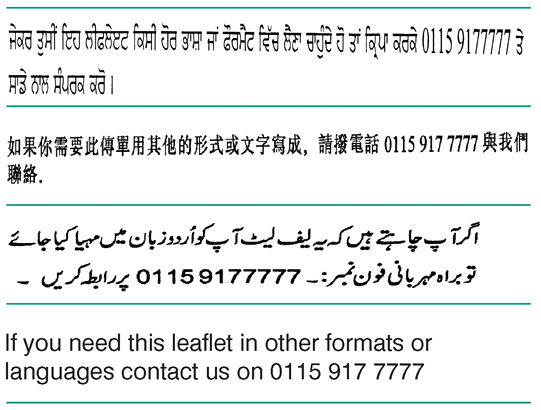 ਜੇਕਰ ਤੁਸੀਂ ਇਹ ਲੀਫਲੇਟ ਕਿਸੀ ਹੋਰ ਭਾਸ਼ਾ ਜਾਂ ਫੌਰਮੈਟ ਵਿੱਚ ਲੈਣਾ ਚਾਹੁੰਦੇ ਹੋ ਤਾਂ ਕ੍ਰਿਪਾ ਕਰਕੇ 0115 9177777 ਤੇ
ਸਾਡੇ ਨਾਲ ਸੰਪਰਕ ਕਰੋ।
如果你需要此傳單用其他的形式或文字寫成，請撥電話 0115 917 7777 與我們
聯絡.
اگر آپ چاہتے ہیں کہ یہ لیف لیٹ آپ کو اُردو زبان میں مہیا کیا جائے
تو براہ مہربانی فون نمبر:۔ 0115 9177777 پر رابطہ کریں ۔
If you need this leaflet in other formats or
languages contact us on 0115 917 7777